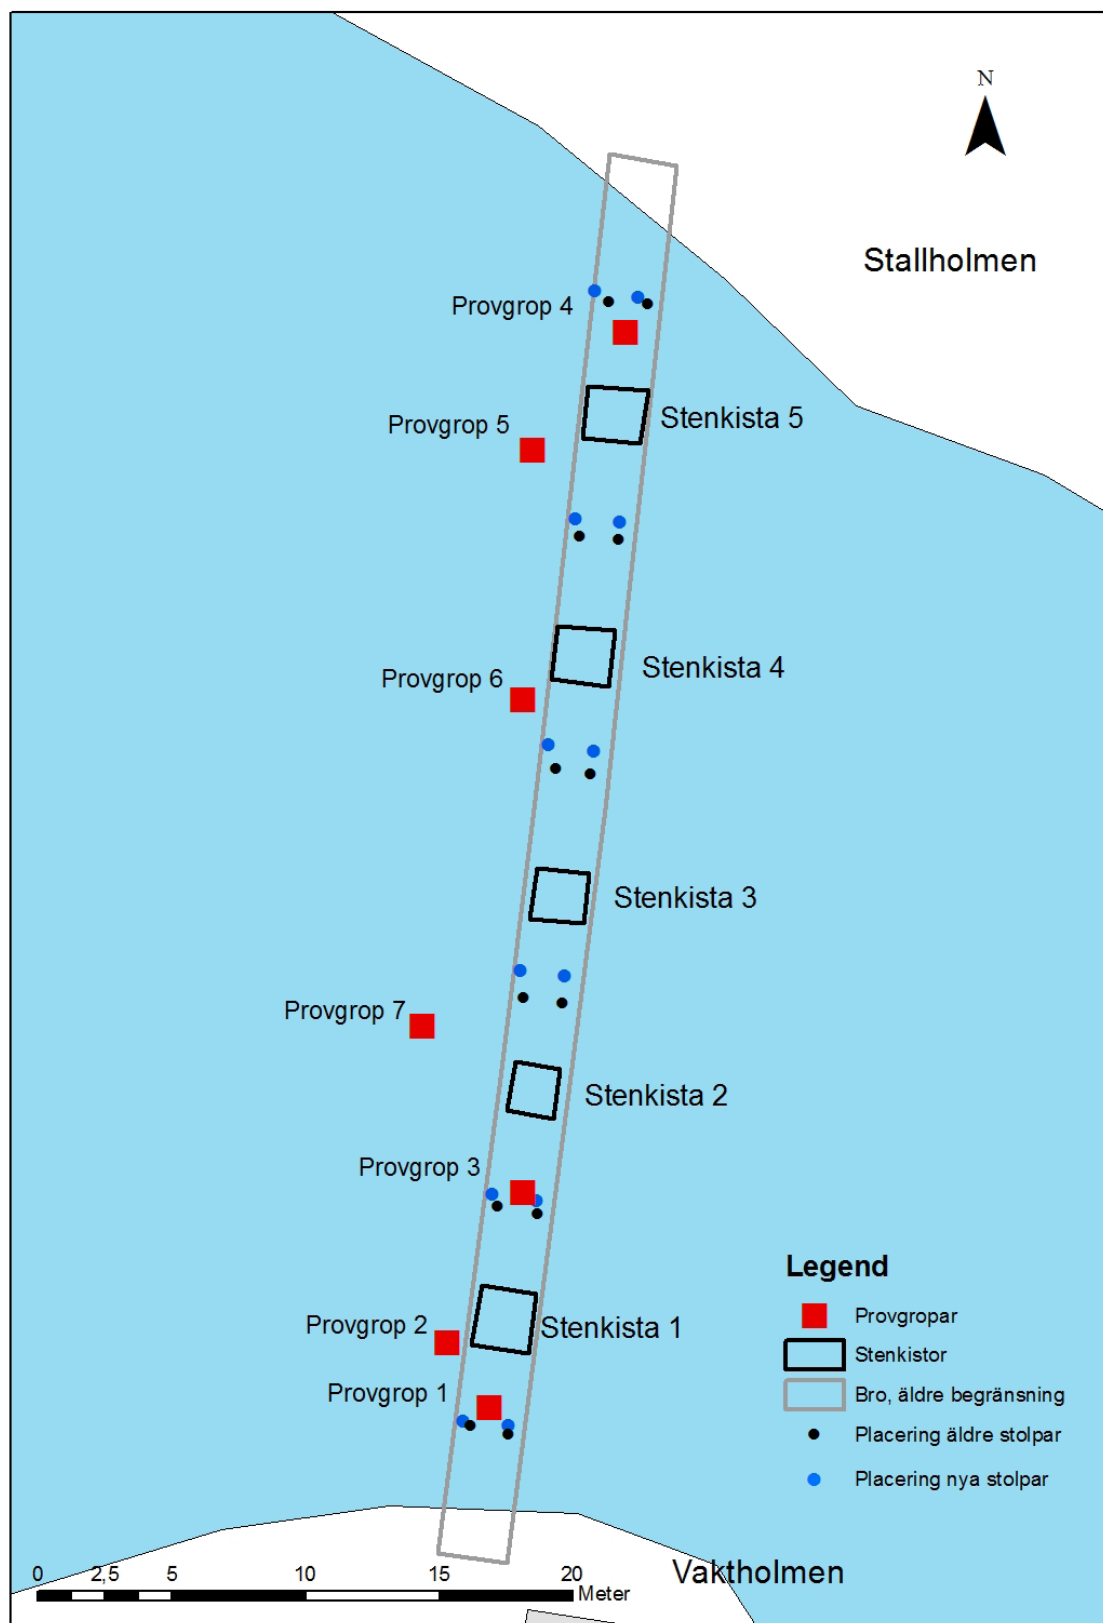 N
Stallholmen
Provgrop 4
Stenkista 5
Provgrop 5
Stenkista 4
Provgrop 6
Stenkista 3
Provgrop 7
Stenkista 2
Provgrop 3
Legend
Provgropar
Stenkistor
Bro, äldre begränsning
Placering äldre stolpar
Placering nya stolpar
Provgrop 2
Stenkista 1
Provgrop 1
0 2,5 5 10 15 20
Meter
Vaktholmen